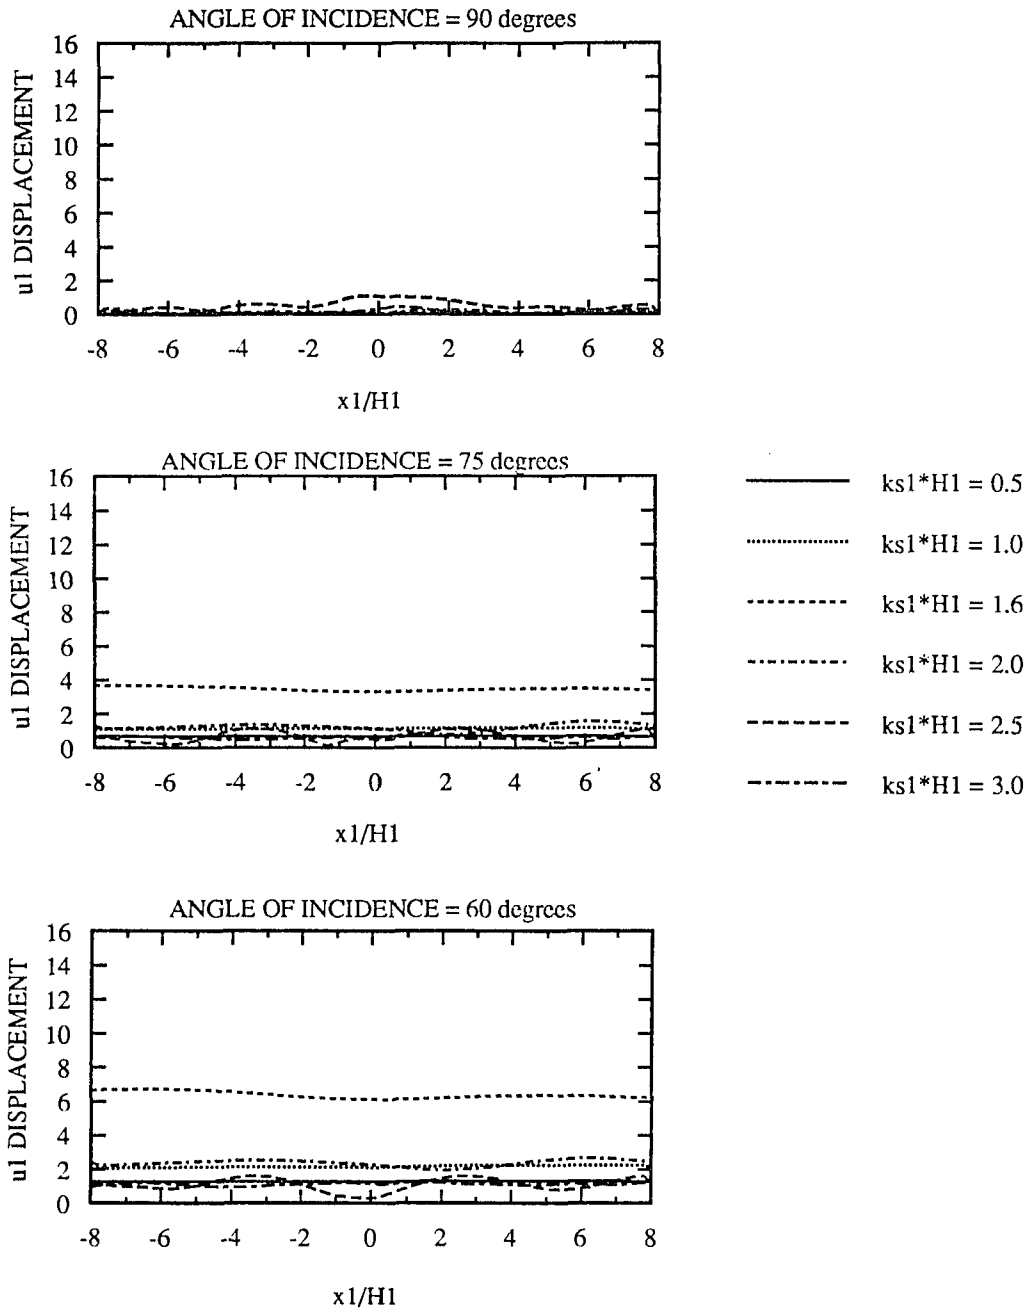 ANGLE OF INCIDENCE = 90 degrees
16
14
12
10
8
6
4
2
0
u1 DISPLACEMENT
-8 -6 -4 -2 0 2 4 6 8
x1/H1
ANGLE OF INCIDENCE = 75 degrees
16
14
12
10
8
6
4
2
0
u1 DISPLACEMENT
-8 -6 -4 -2 0 2 4 6 8
x1/H1
ks1*H1 = 0.5
ks1*H1 = 1.0
ks1*H1 = 1.6
ks1*H1 = 2.0
ks1*H1 = 2.5
ks1*H1 = 3.0
ANGLE OF INCIDENCE = 60 degrees
16
14
12
10
8
6
4
2
0
u1 DISPLACEMENT
-8 -6 -4 -2 0 2 4 6 8
x1/H1